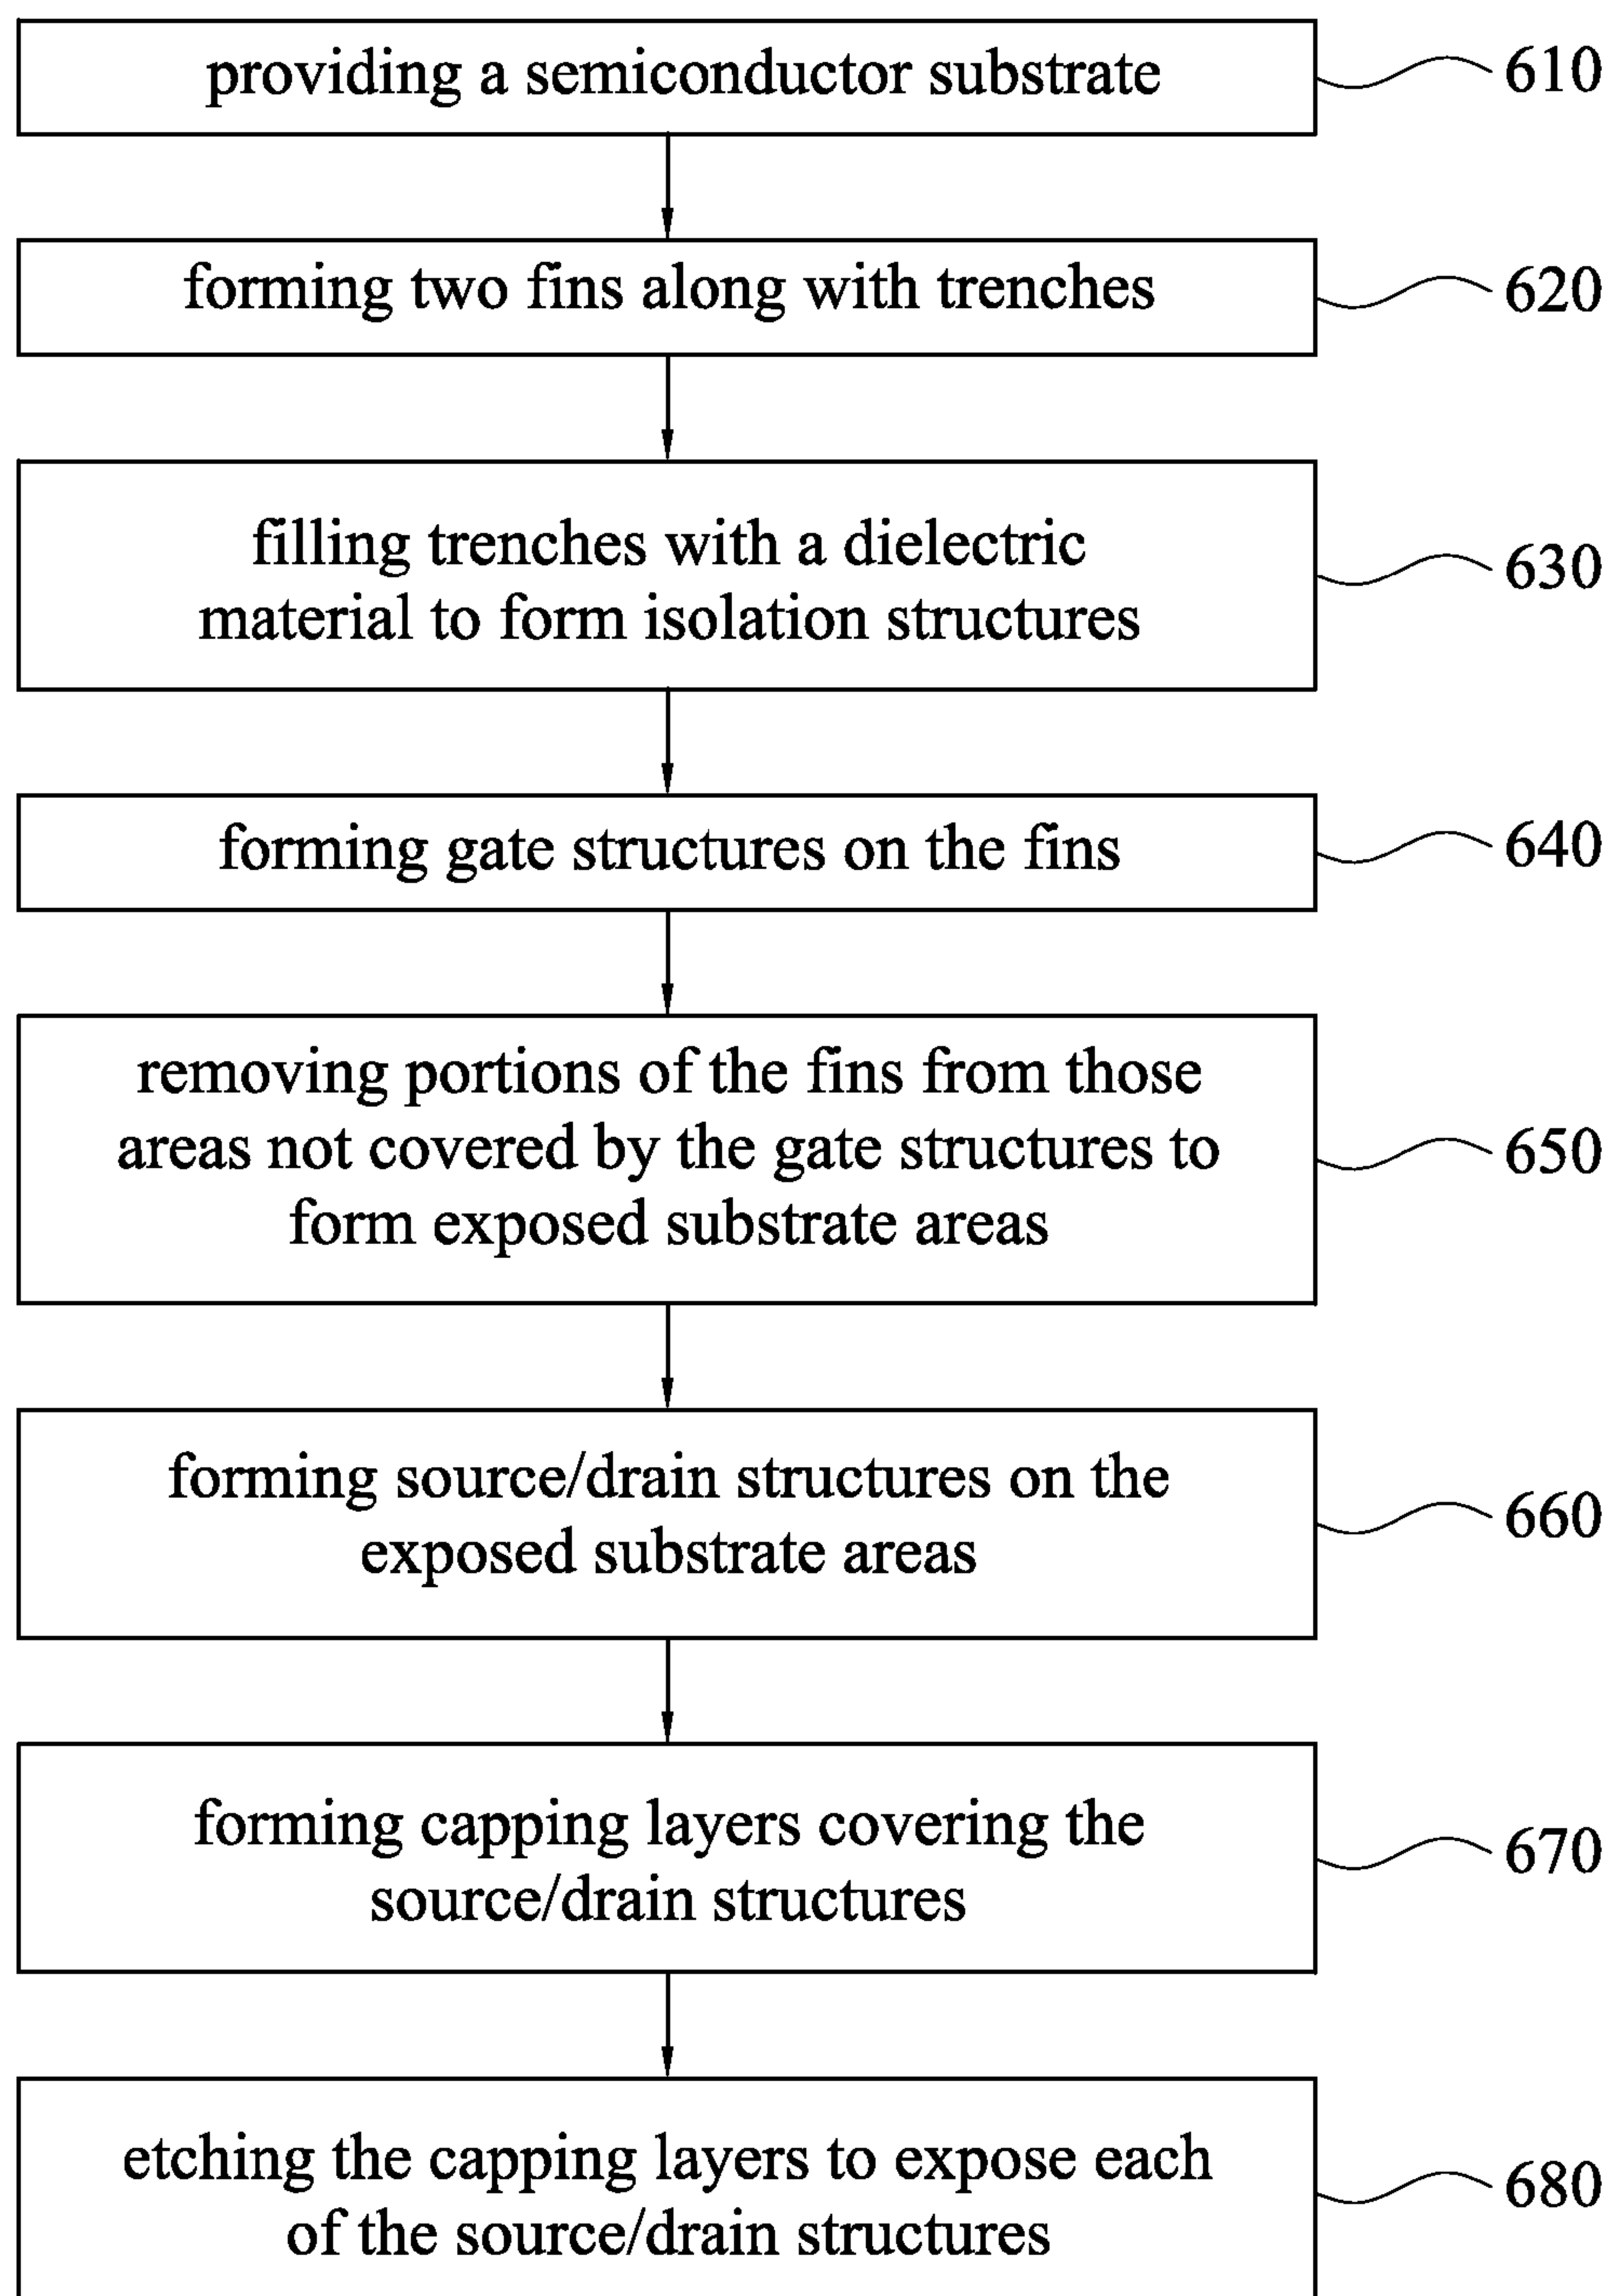 providing a semiconductor substrate
610
forming two fins along with trenches
620
filling trenches with a dielectric
material to form isolation structures
630
forming gate structures on the fins
640
removing portions of the fins from those
areas not covered by the gate structures to
form exposed substrate areas
650
forming source/drain structures on the
exposed substrate areas
660
forming capping layers covering the
source/drain structures
670
etching the capping layers to expose each
of the source/drain structures
680